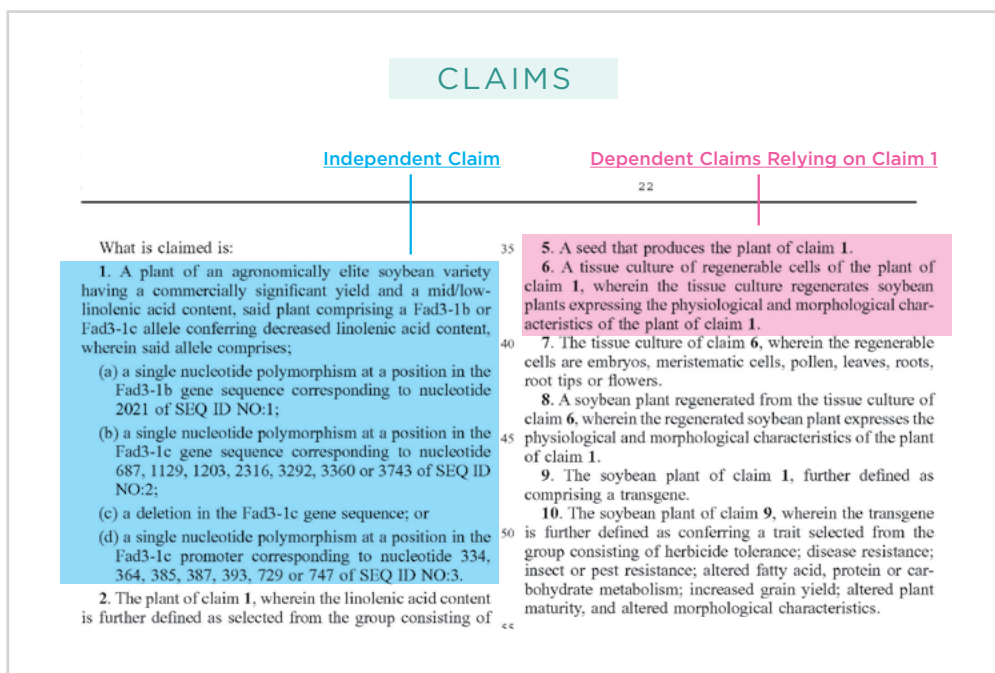 CLAIMS
Independent Claim
Dependent Claims Relying on Claim 1
22
What is claimed is:
1. A plant of an agronomically elite soybean variety
having a commercially significant yield and a mid/low-
linolenic acid content, said plant comprising a Fad3-1b or
Fad3-1c allele conferring decreased linolenic acid content,
wherein said allele comprises;
(a) a single nucleotide polymorphism at a position in the
Fad3-1b gene sequence corresponding to nucleotide
2021 of SEQ ID NO:1;
(b) a single nucleotide polymorphism at a position in the
Fad3-1c gene sequence corresponding to nucleotide
687, 1129, 1203, 2316, 3292, 3360 or 3743 of SEQ ID
NO:2;
(c) a deletion in the Fad3-1c gene sequence; or
(d) a single nucleotide polymorphism at a position in the
Fad3-1c promoter corresponding to nucleotide 334,
364, 385, 387, 393, 729 or 747 of SEQ ID NO:3.
2. The plant of claim 1, wherein the linolenic acid content
is further defined as selected from the group consisting of
35
40
45
50
55
5. A seed that produces the plant of claim 1.
6. A tissue culture of regenerable cells of the plant of
claim 1, wherein the tissue culture regenerates soybean
plants expressing the physiological and morphological char-
acteristics of the plant of claim 1.
7. The tissue culture of claim 6, wherein the regenerable
cells are embryos, meristematic cells, pollen, leaves, roots,
root tips or flowers.
8. A soybean plant regenerated from the tissue culture of
claim 6, wherein the regenerated soybean plant expresses the
physiological and morphological characteristics of the plant
of claim 1.
9. The soybean plant of claim 1, further defined as
comprising a transgene.
10. The soybean plant of claim 9, wherein the transgene
is further defined as conferring a trait selected from the
group consisting of herbicide tolerance; disease resistance;
insect or pest resistance; altered fatty acid, protein or car-
bohydrate metabolism; increased grain yield; altered plant
maturity, and altered morphological characteristics.